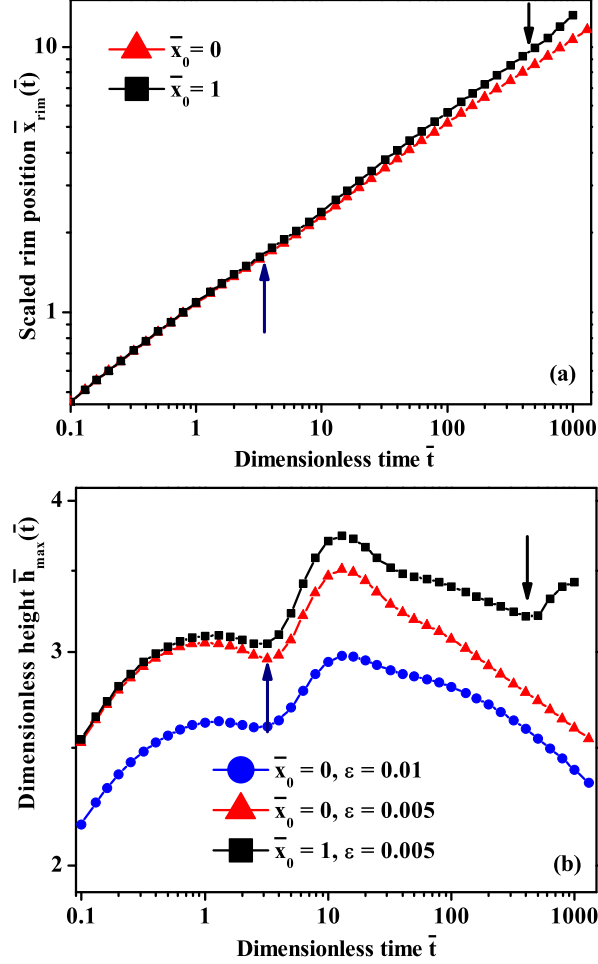 10
1
Scaled rim position x̄rim(t̄)
x̄0 = 0
x̄0 = 1
(a)
0.1 1 10 100 1000
Dimensionless time t̄
4
3
2
Dimensionless height h̄max(t̄)
x̄0 = 0, ε = 0.01
x̄0 = 0, ε = 0.005
x̄0 = 1, ε = 0.005
(b)
0.1 1 10 100 1000
Dimensionless time t̄